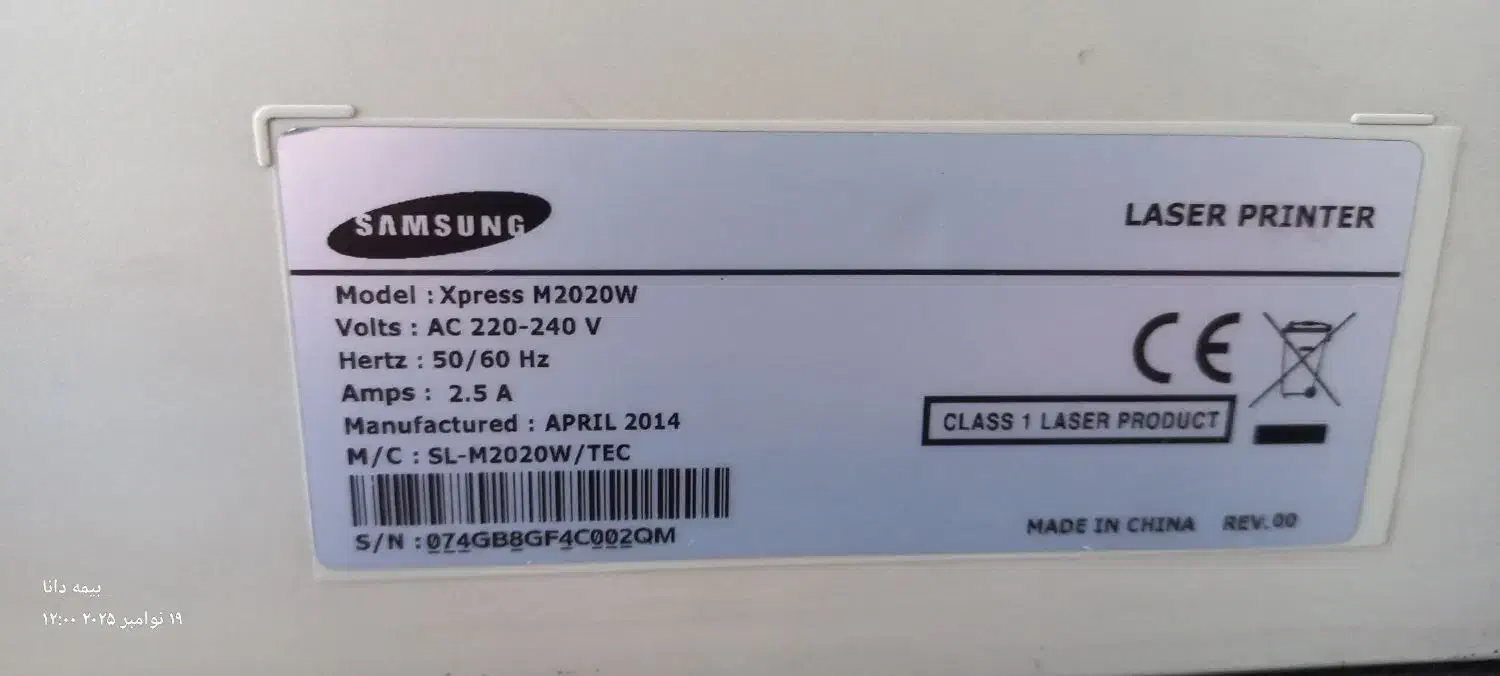 SAMSUNG
LASER PRINTER
Model : Xpress M2020W
Volts : AC 220-240 V
Hertz : 50/60 Hz
Amps : 2.5 A
Manufactured : APRIL 2014
M/C : SL-M2020W/TEC
S/N : 074GB8GF4C002QM
CE
CLASS 1 LASER PRODUCT
MADE IN CHINA REV.00
بیمه دانا
۱۹ نوامبر ۲۰۲۵ ۱۲:۰۰